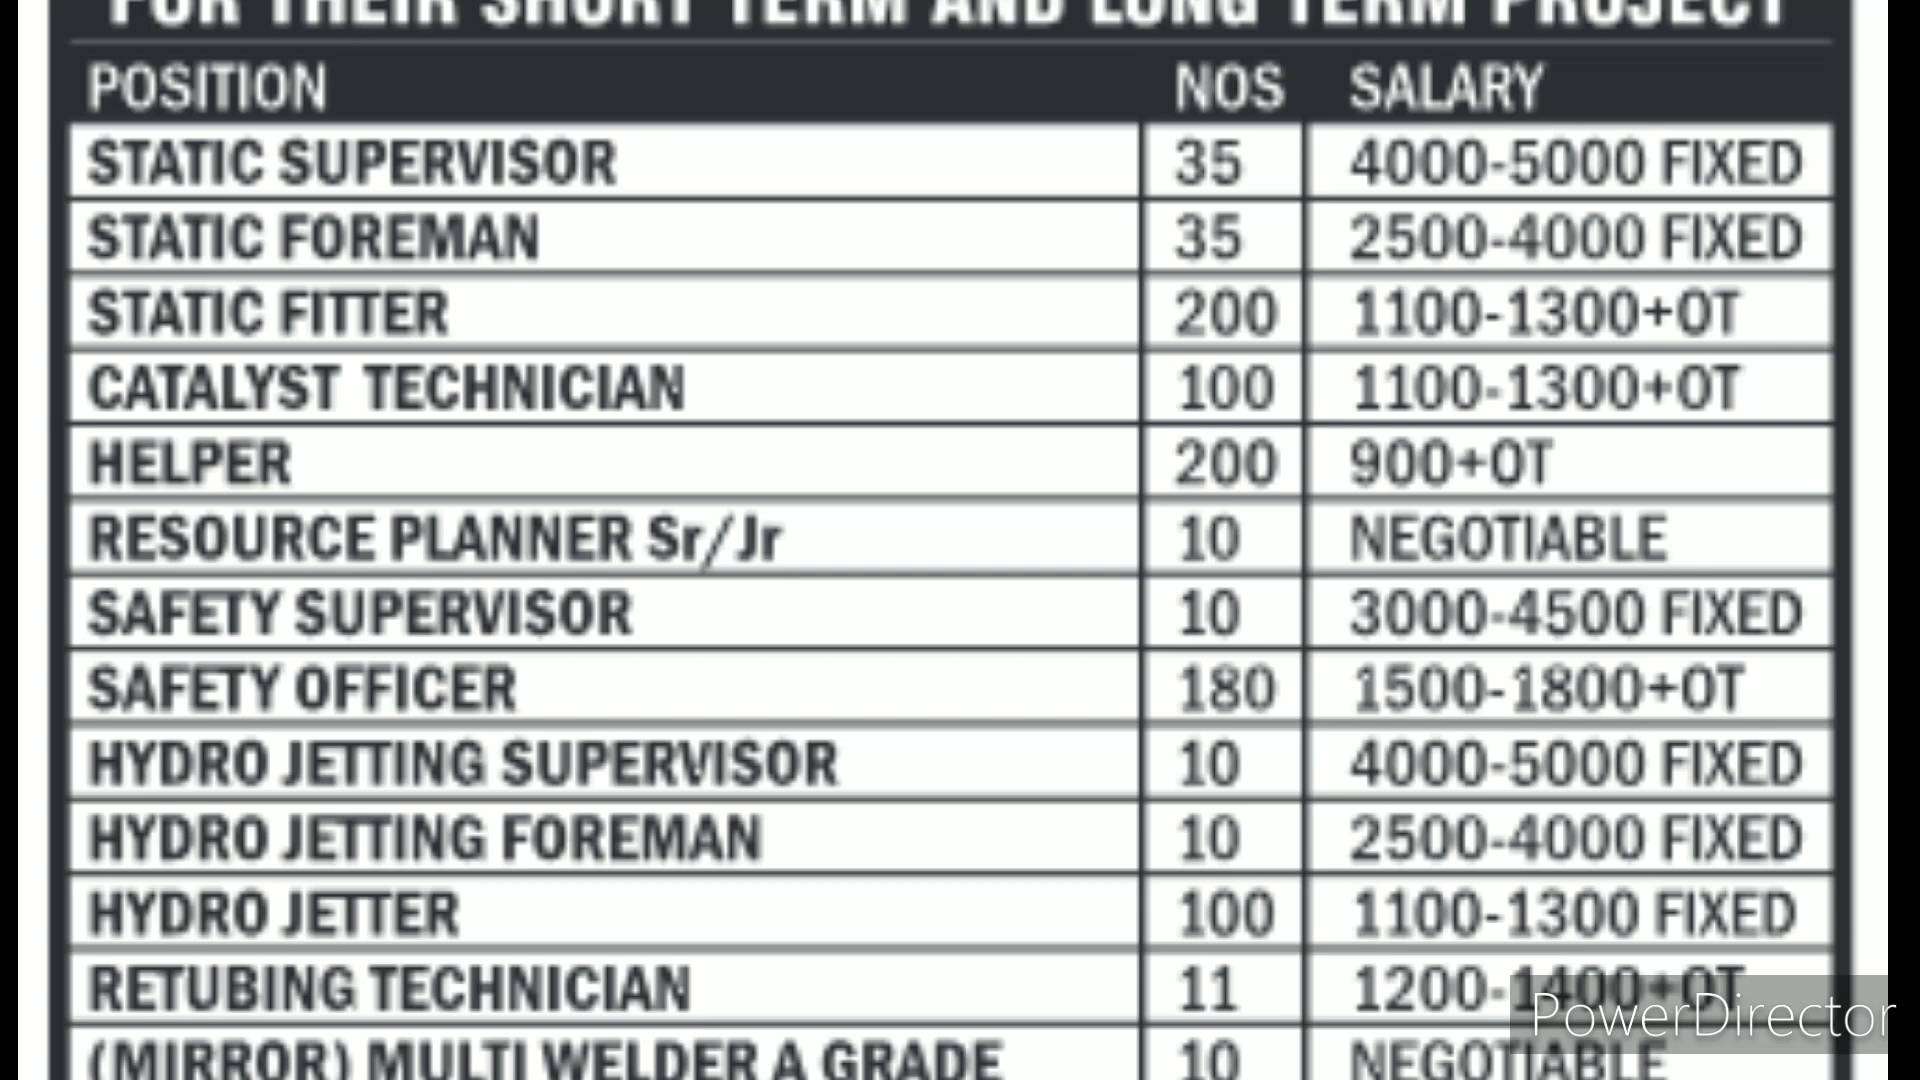 FOR THEIR SHORT TERM AND LONG TERM PROJECT
POSITION NOS SALARY
STATIC SUPERVISOR 35 4000-5000 FIXED
STATIC FOREMAN 35 2500-4000 FIXED
STATIC FITTER 200 1100-1300+OT
CATALYST TECHNICIAN 100 1100-1300+OT
HELPER 200 900+OT
RESOURCE PLANNER Sr/Jr 10 NEGOTIABLE
SAFETY SUPERVISOR 10 3000-4500 FIXED
SAFETY OFFICER 180 1500-1800+OT
HYDRO JETTING SUPERVISOR 10 4000-5000 FIXED
HYDRO JETTING FOREMAN 10 2500-4000 FIXED
HYDRO JETTER 100 1100-1300 FIXED
RETUBING TECHNICIAN 11 1200-1400+OT
PowerDirector
(MIRROR) MULTI WELDER A GRADE 10 NEGOTIABLE